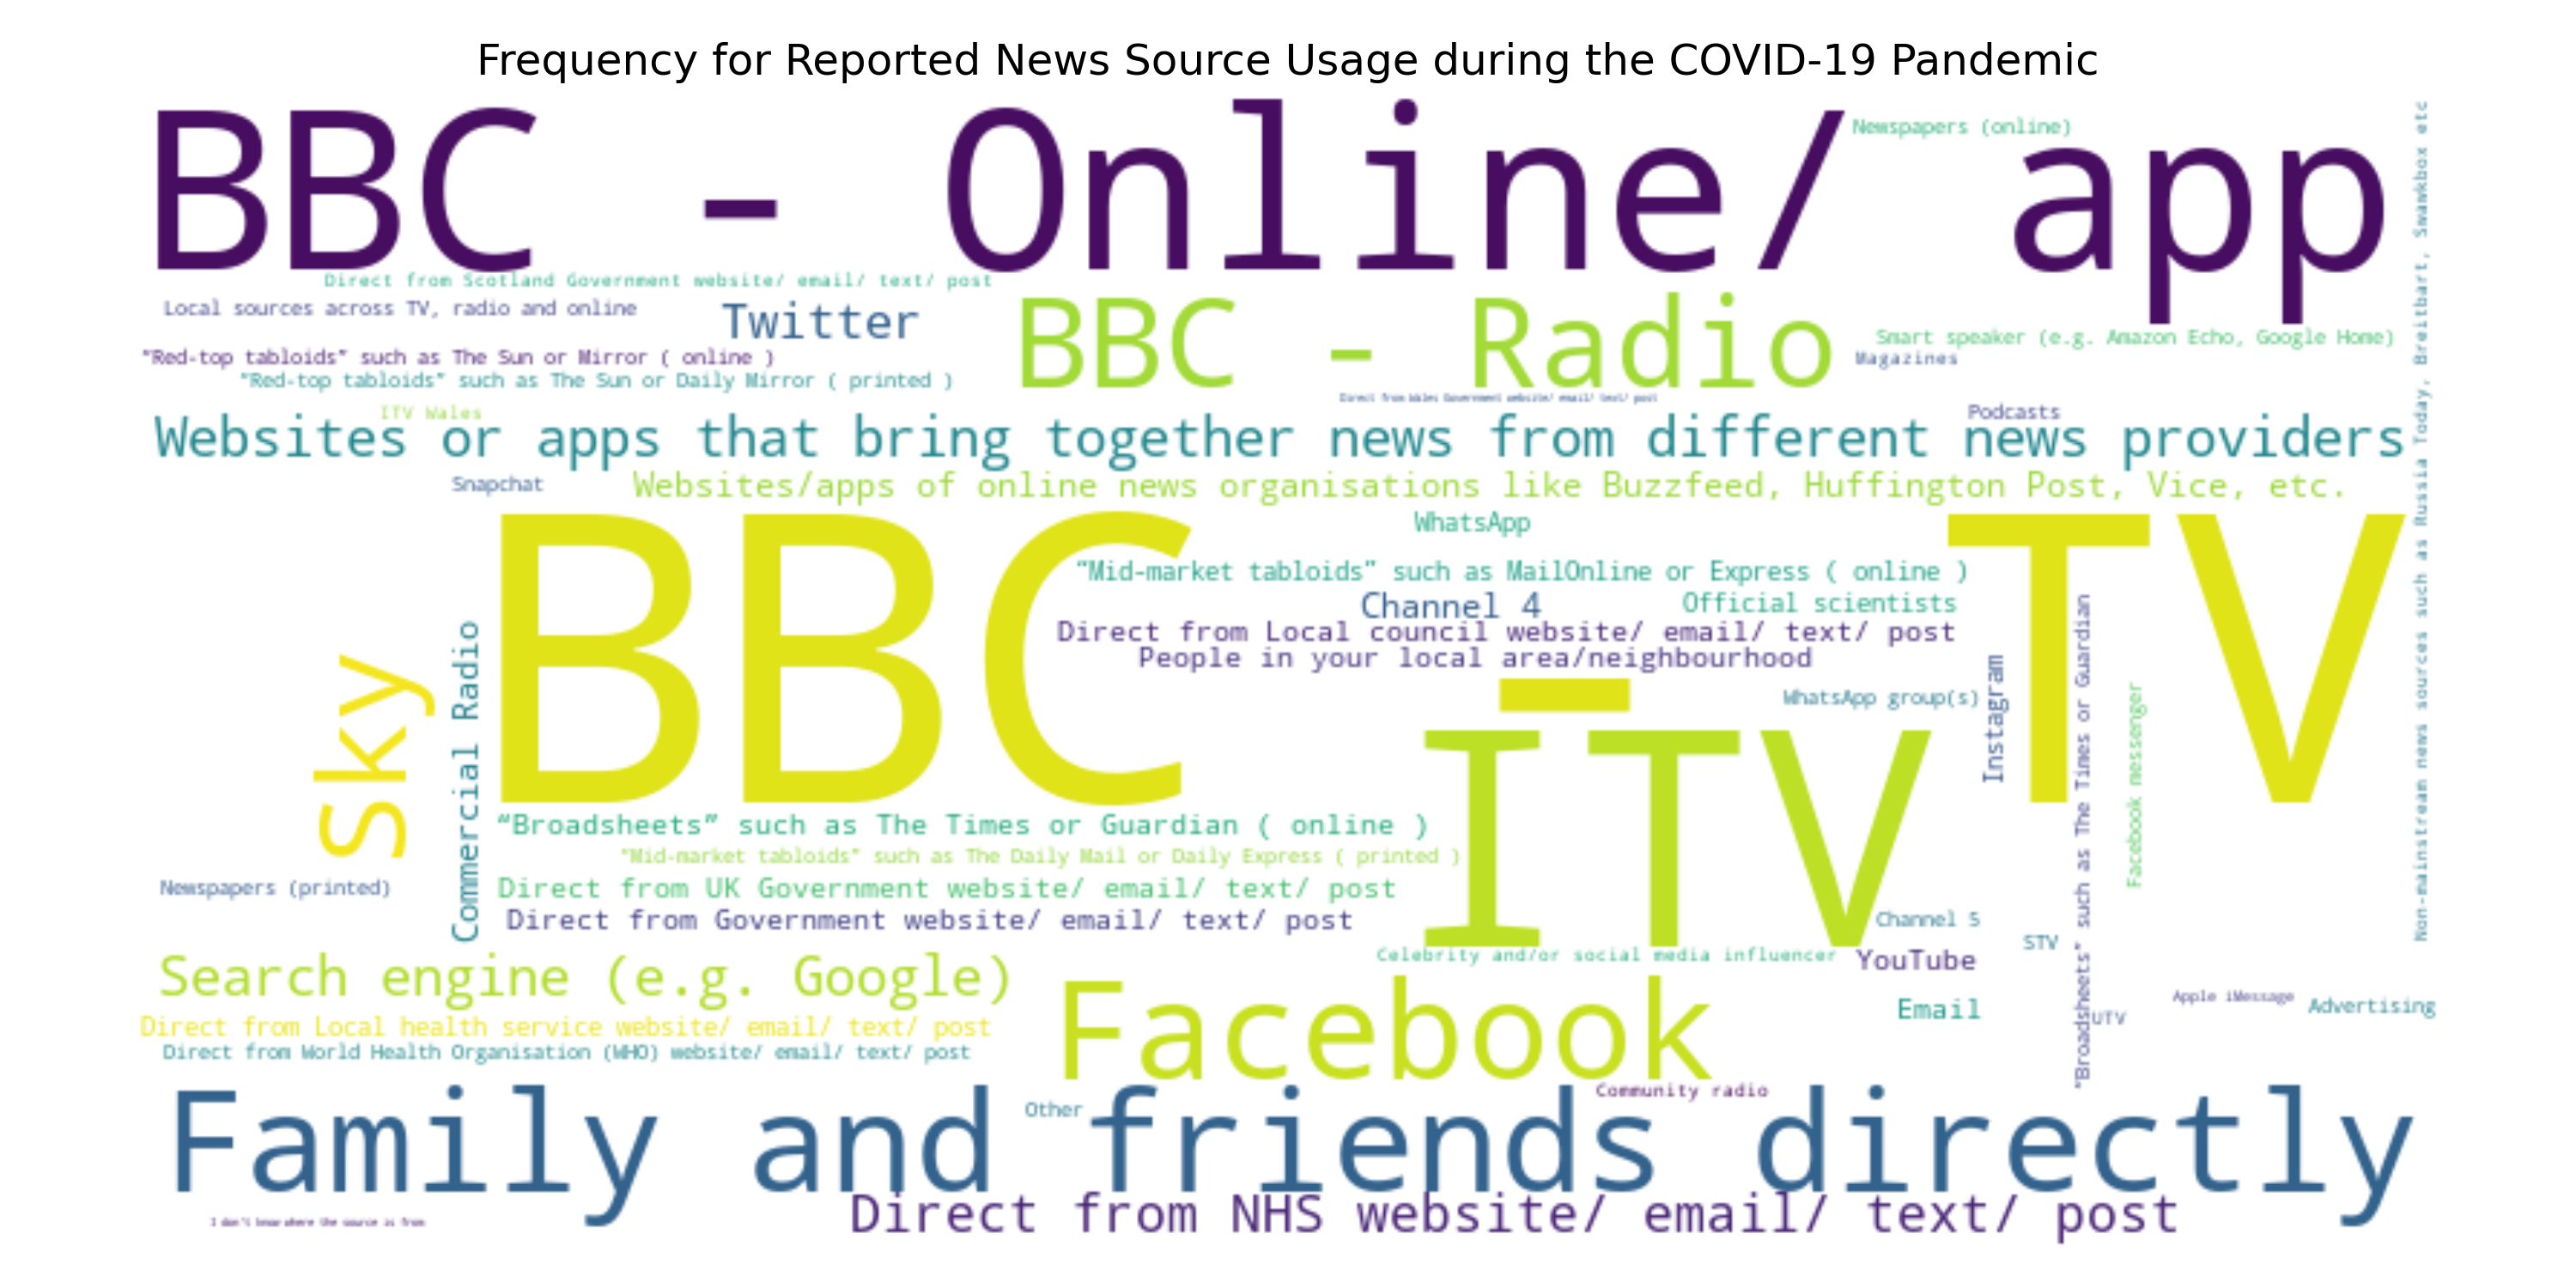 Frequency for Reported News Source Usage during the COVID-19 Pandemic
BBC - Online/ app
Newspapers (online)
Non-mainstream news sources such as Russia Today, Breitbart, Swawkbox etc
Direct from Scotland Government website/ email/ text/ post
Local sources across TV, radio and online
Twitter
BBC - Radio
Smart speaker (e.g. Amazon Echo, Google Home)
"Red-top tabloids" such as The Sun or Mirror ( online )
Magazines
"Red-top tabloids" such as The Sun or Daily Mirror ( printed )
Direct from Wales Government website/ email/ text/ post
ITV Wales
Podcasts
Websites or apps that bring together news from different news providers
Snapchat
Websites/apps of online news organisations like Buzzfeed, Huffington Post, Vice, etc.
BBC - TV
WhatsApp
“Mid-market tabloids” such as MailOnline or Express ( online )
Channel 4
Official scientists
Direct from Local council website/ email/ text/ post
People in your local area/neighbourhood
WhatsApp group(s)
Instagram
"Broadsheets" such as The Times or Guardian
Facebook messenger
Sky
Commercial Radio
ITV
“Broadsheets” such as The Times or Guardian ( online )
"Mid-market tabloids" such as The Daily Mail or Daily Express ( printed )
Newspapers (printed)
Direct from UK Government website/ email/ text/ post
Direct from Government website/ email/ text/ post
Channel 5
STV
Celebrity and/or social media influencer
YouTube
Search engine (e.g. Google)
Facebook
Email
Apple iMessage
Advertising
UTV
Direct from Local health service website/ email/ text/ post
Direct from World Health Organisation (WHO) website/ email/ text/ post
Community radio
Other
Family and friends directly
Direct from NHS website/ email/ text/ post
I don't know where the source is from